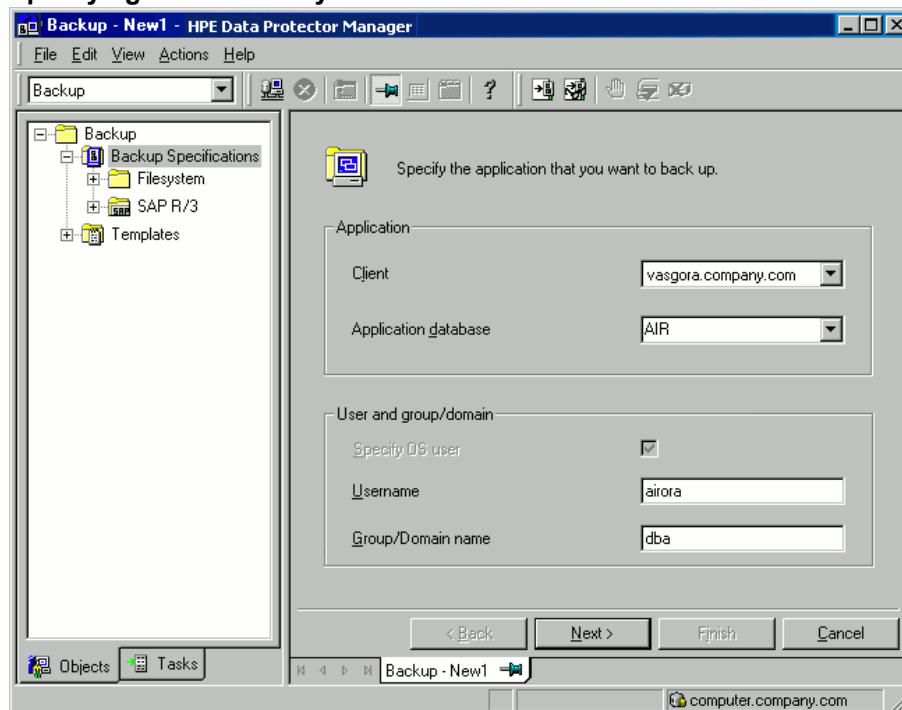 Backup - New1 - HPE Data Protector Manager
File Edit View Actions Help
Backup
Backup
Backup Specifications
Filesystem
SAP R/3
Templates
Specify the application that you want to back up.
Application
Client
vasgora.company.com
Application database
AIR
User and group/domain
Specify OS user
Username
airora
Group/Domain name
dba
< Back
Next >
Finish
Cancel
Objects
Tasks
Backup - New1
computer.company.com